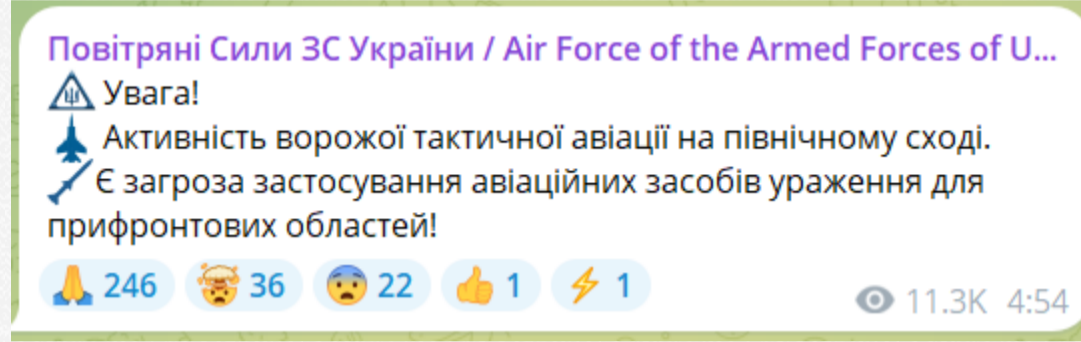 Повітряні Сили ЗС України / Air Force of the Armed Forces of U...
Увага!
Активність ворожої тактичної авіації на північному сході.
Є загроза застосування авіаційних засобів ураження для
прифронтових областей!
246 36 22 1 1
11.3K 4:54